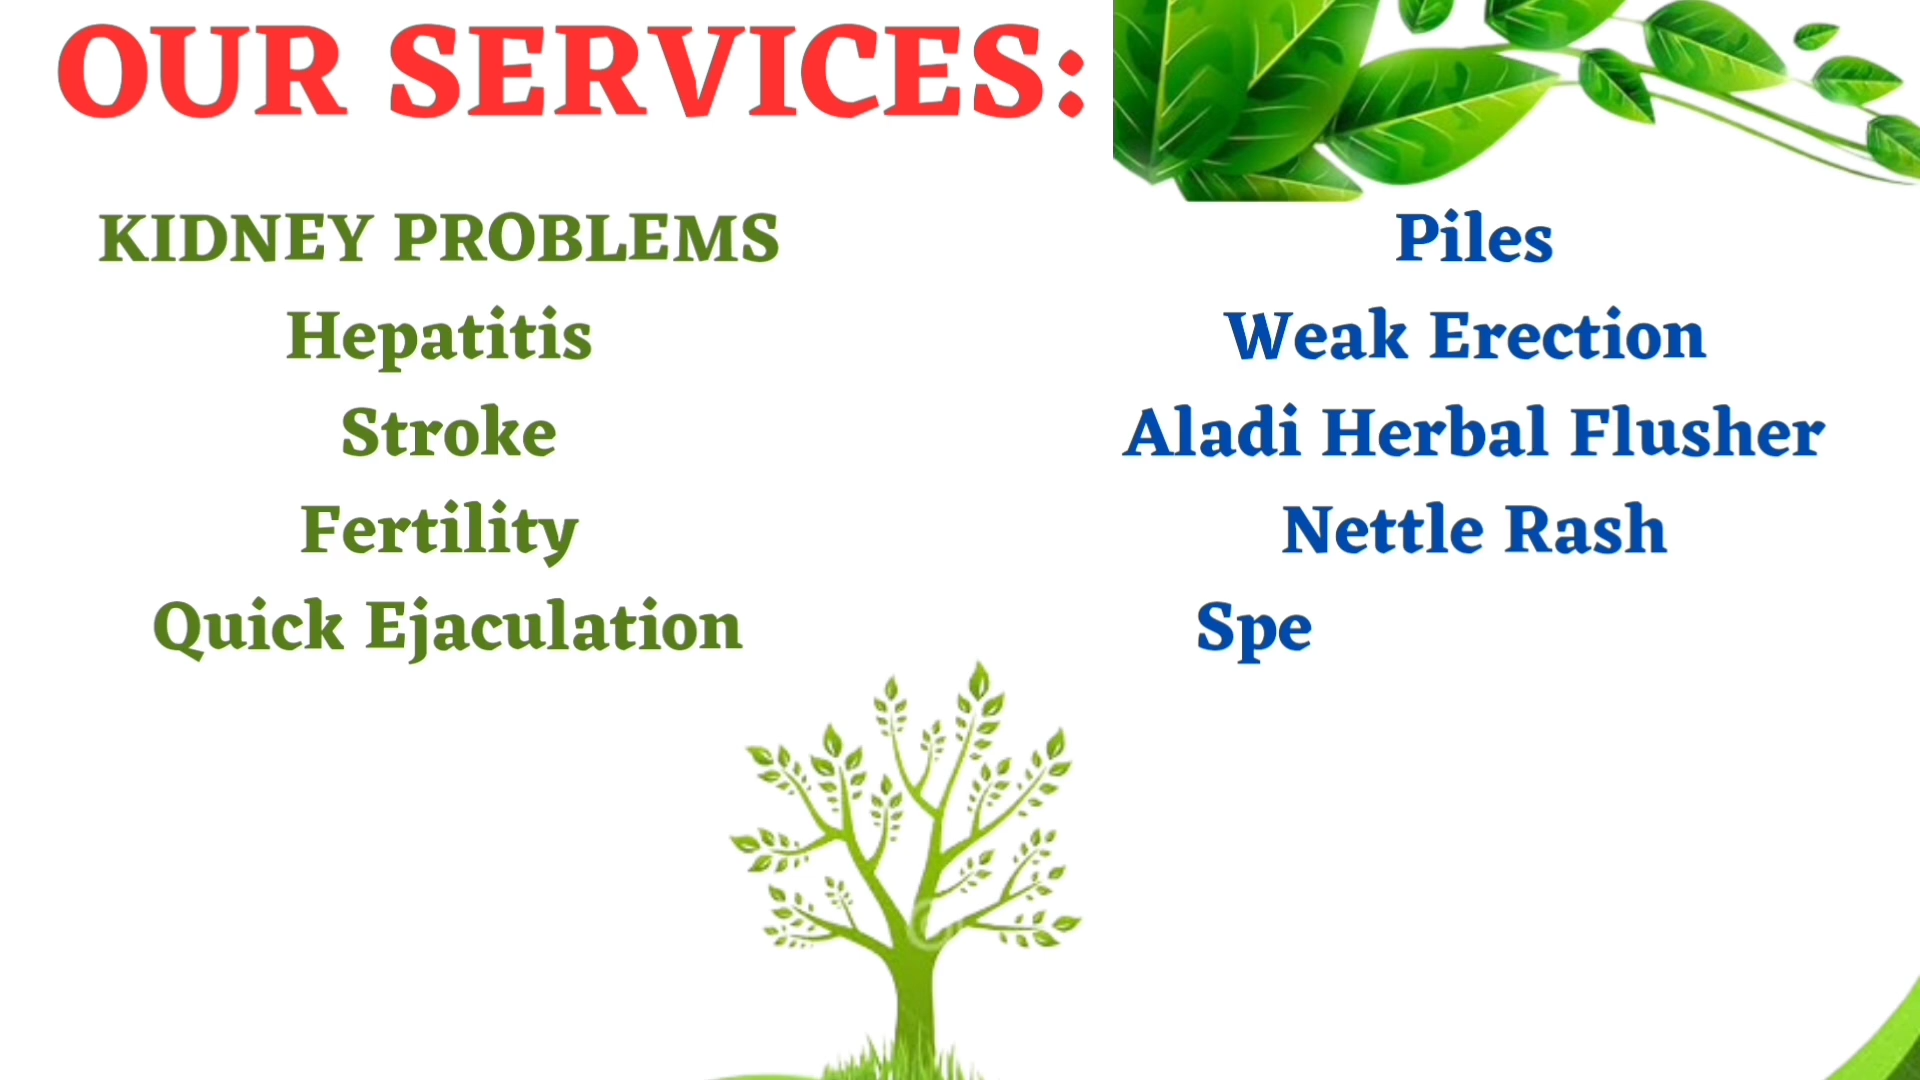 OUR SERVICES:
KIDNEY PROBLEMS
Hepatitis
Stroke
Fertility
Quick Ejaculation
Piles
Weak Erection
Aladi Herbal Flusher
Nettle Rash
Spe